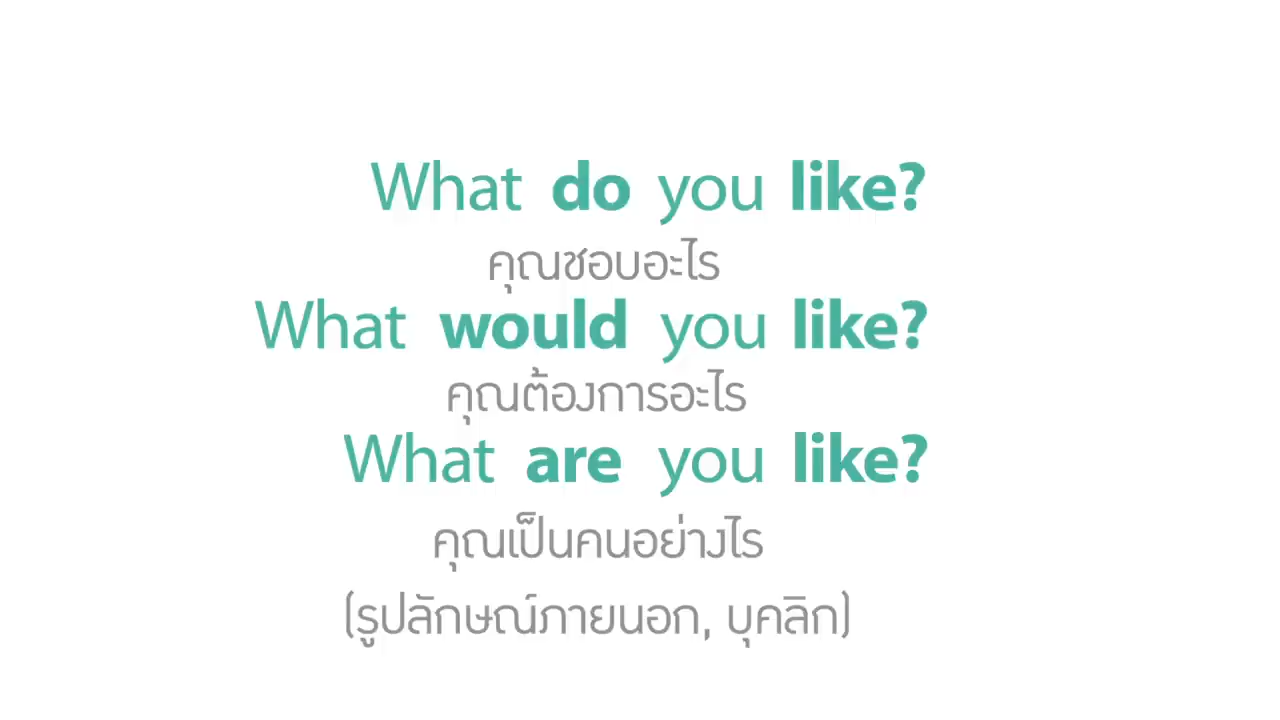 What do you like?
คุณชอบอะไร
What would you like?
คุณต้องการอะไร
What are you like?
คุณเป็นคนอย่างไร
(รูปลักษณ์ภายนอก, บุคลิก)